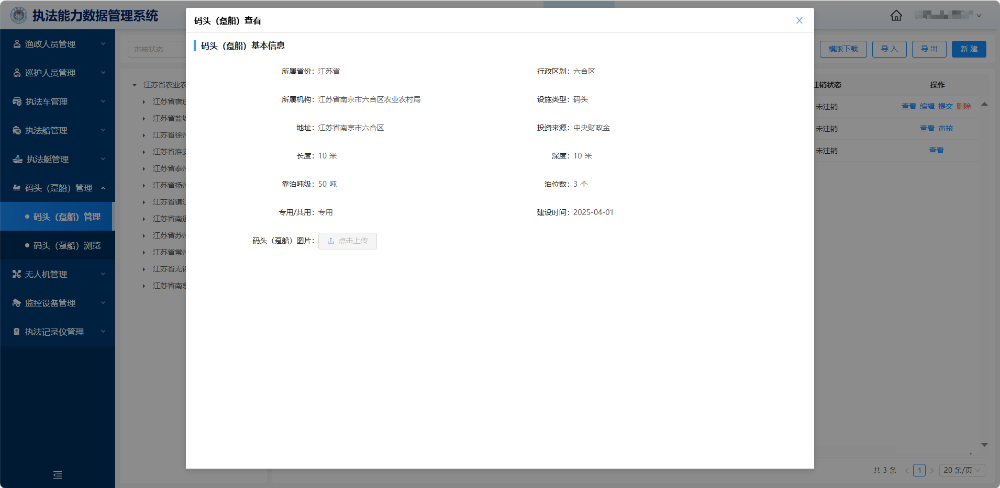 执法能力数据管理系统
渔政人员管理
巡护人员管理
执法车管理
执法船管理
执法艇管理
码头（趸船）管理
码头（趸船）管理
码头（趸船）浏览
无人机管理
监控设备管理
执法记录仪管理
审核状态
江苏省农业农
江苏省宿迁
江苏省盐城
江苏省徐州
江苏省淮安
江苏省泰州
江苏省扬州
江苏省镇江
江苏省南通
江苏省苏州
江苏省常州
江苏省无锡
江苏省南京
码头（趸船）查看
X
码头（趸船）基本信息
所属省份：江苏省 行政区划：六合区
所属机构：江苏省南京市六合区农业农村局 设施类型：码头
地址：江苏省南京市六合区 投资来源：中央财政金
长度：10 米 深度：10 米
靠泊吨级：50 吨 泊位数：3 个
专用/共用：专用 建设时间：2025-04-01
码头（趸船）图片： 点击上传
模版下载 导 入 导 出 新 建
注销状态 操作
未注销 查看 编辑 提交 删除
未注销 查看 审核
未注销 查看
共 3 条 < 1 > 20 条/页